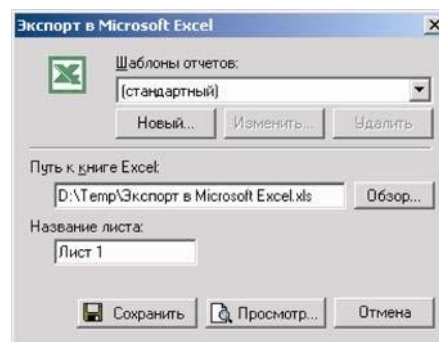 Экспорт в Microsoft Excel
Шаблоны отчетов:
(стандартный)
Новый... Изменить... Удалить
Путь к книге Excel:
D:\Temp\Экспорт в Microsoft Excel.xls Обзор...
Название листа:
Лист 1
Сохранить Просмотр... Отмена